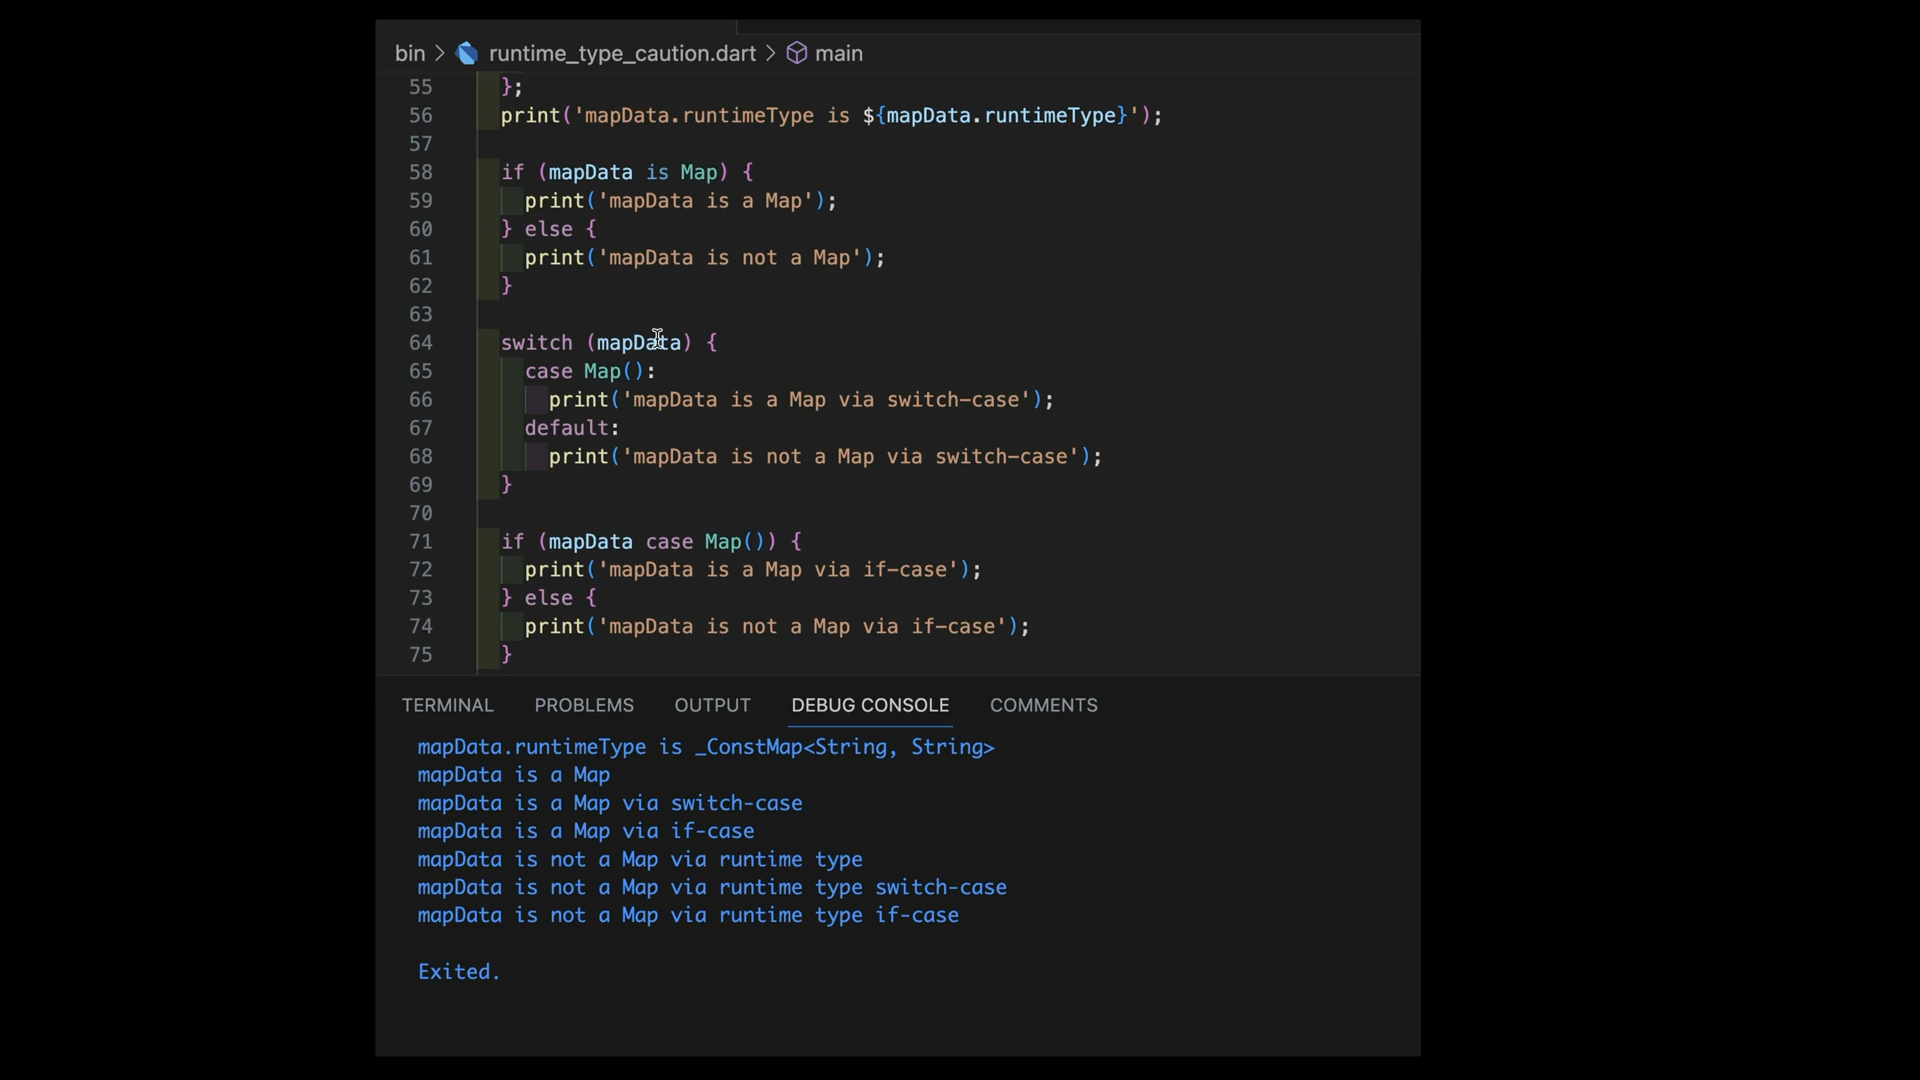 bin > runtime_type_caution.dart > main
55 };
56 print('mapData.runtimeType is ${mapData.runtimeType}');
57
58 if (mapData is Map) {
59 print('mapData is a Map');
60 } else {
61 print('mapData is not a Map');
62 }
63
64 switch (mapData) {
65 case Map():
66 print('mapData is a Map via switch-case');
67 default:
68 print('mapData is not a Map via switch-case');
69 }
70
71 if (mapData case Map()) {
72 print('mapData is a Map via if-case');
73 } else {
74 print('mapData is not a Map via if-case');
75 }
TERMINAL PROBLEMS OUTPUT DEBUG CONSOLE COMMENTS
mapData.runtimeType is _ConstMap<String, String>
mapData is a Map
mapData is a Map via switch-case
mapData is a Map via if-case
mapData is not a Map via runtime type
mapData is not a Map via runtime type switch-case
mapData is not a Map via runtime type if-case
Exited.